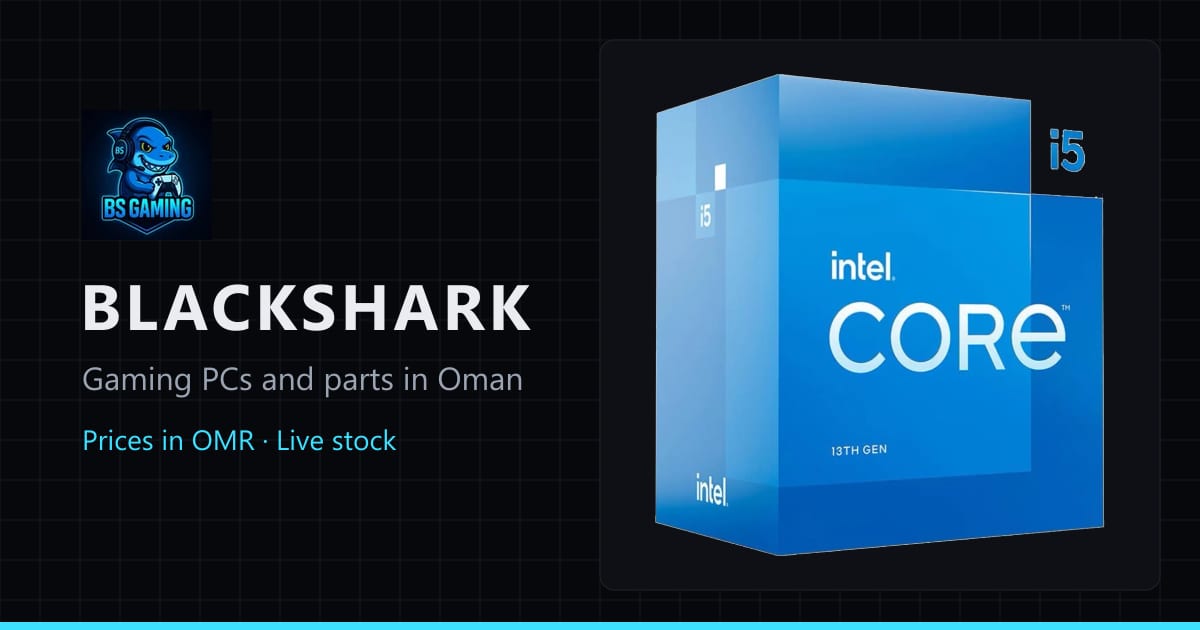 BS
BS GAMING
BLACKSHARK
Gaming PCs and parts in Oman
Prices in OMR · Live stock
i5
i5
intel.
CORE™
13TH GEN
intel.